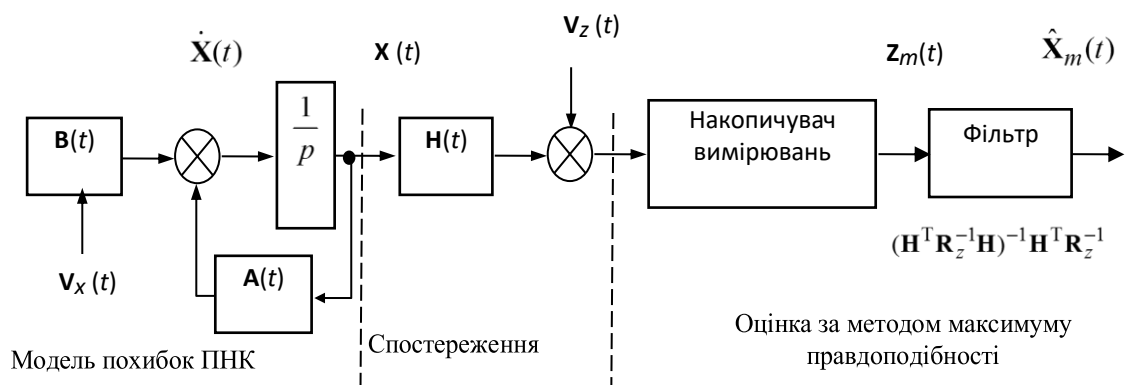 Ẋ(t)
X (t)
V_z (t)
Z_m(t)
X̂_m(t)
B(t)
1/p
H(t)
Накопичувач
вимірювань
Фільтр
V_x (t)
A(t)
(H^T R_z^{-1} H)^{-1} H^T R_z^{-1}
Модель похибок ПНК
Спостереження
Оцінка за методом максимуму
правдоподібності